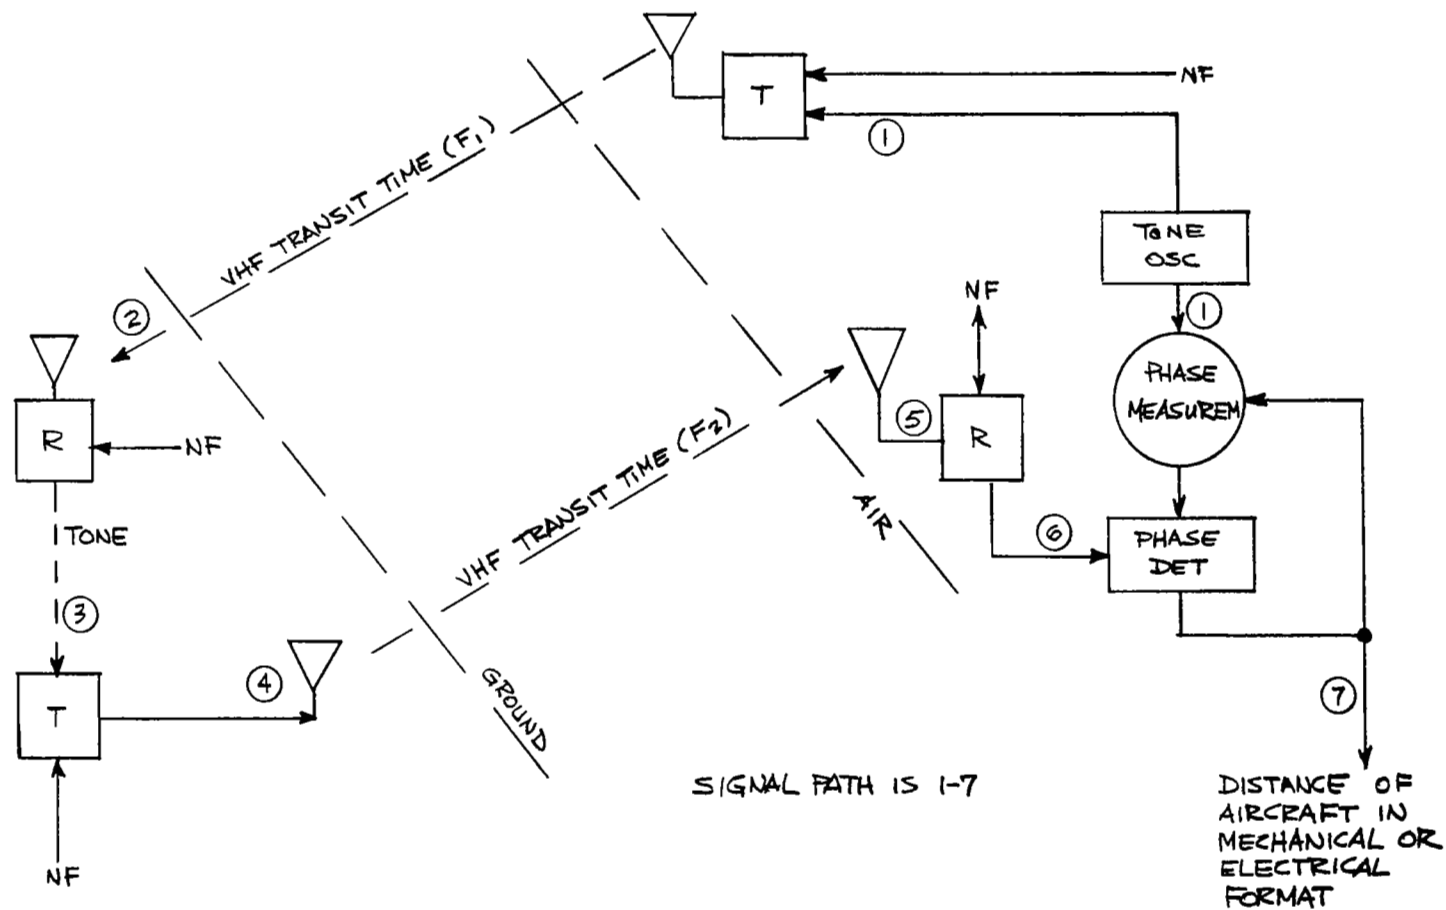 T
NF
1
TONE
OSC
1
VHF TRANSIT TIME (F₁)
2
R
NF
TONE
3
T
NF
4
VHF TRANSIT TIME (F₂)
GROUND
AIR
NF
5
R
6
PHASE
MEASUREM
PHASE
DET
7
SIGNAL PATH IS 1-7
DISTANCE OF
AIRCRAFT IN
MECHANICAL OR
ELECTRICAL
FORMAT